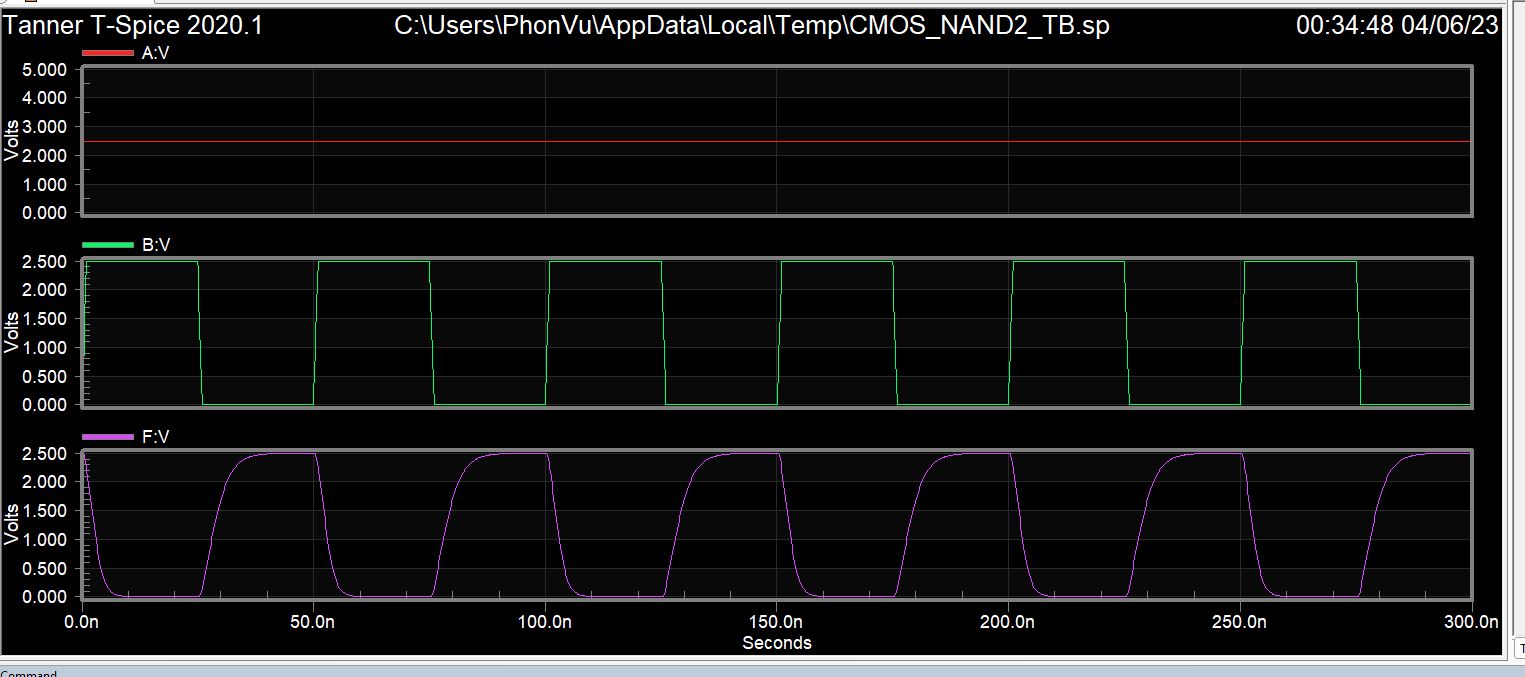 Tanner T-Spice 2020.1 C:\Users\PhonVu\AppData\Local\Temp\CMOS_NAND2_TB.sp 00:34:48 04/06/23
A:V
5.000
4.000
3.000
2.000
1.000
0.000
Volts
B:V
2.500
2.000
1.500
1.000
0.500
0.000
Volts
F:V
2.500
2.000
1.500
1.000
0.500
0.000
Volts
0.0n 50.0n 100.0n 150.0n 200.0n 250.0n 300.0n
Seconds
T
Command